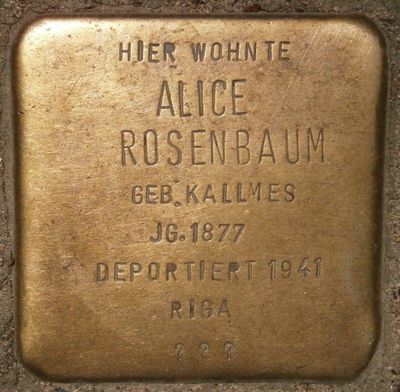 HIER WOHNTE
ALICE
ROSENBAUM
GEB. KALLMES
JG. 1877
DEPORTIERT 1941
RIGA
? ? ?